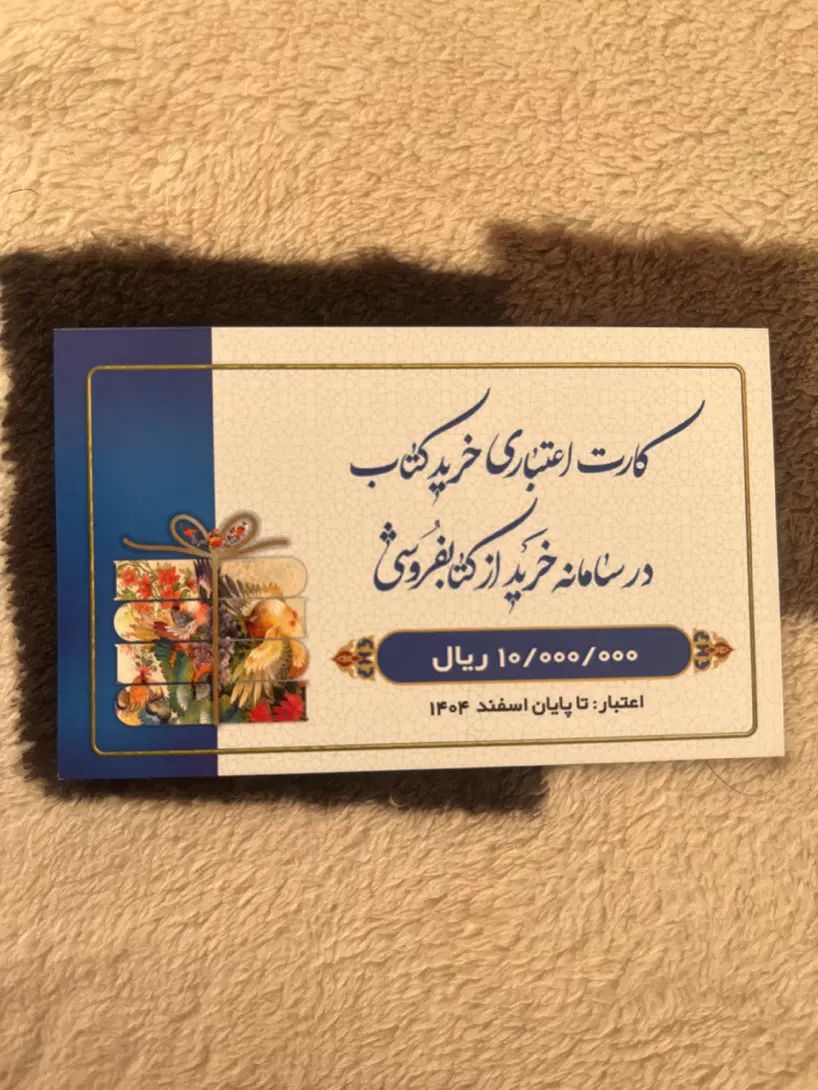 کارت اعتباری خرید کتاب
در سامانه خرید از کتابفروشی
۱۰/۰۰۰/۰۰۰ ریال
اعتبار: تا پایان اسفند ۱۴۰۴